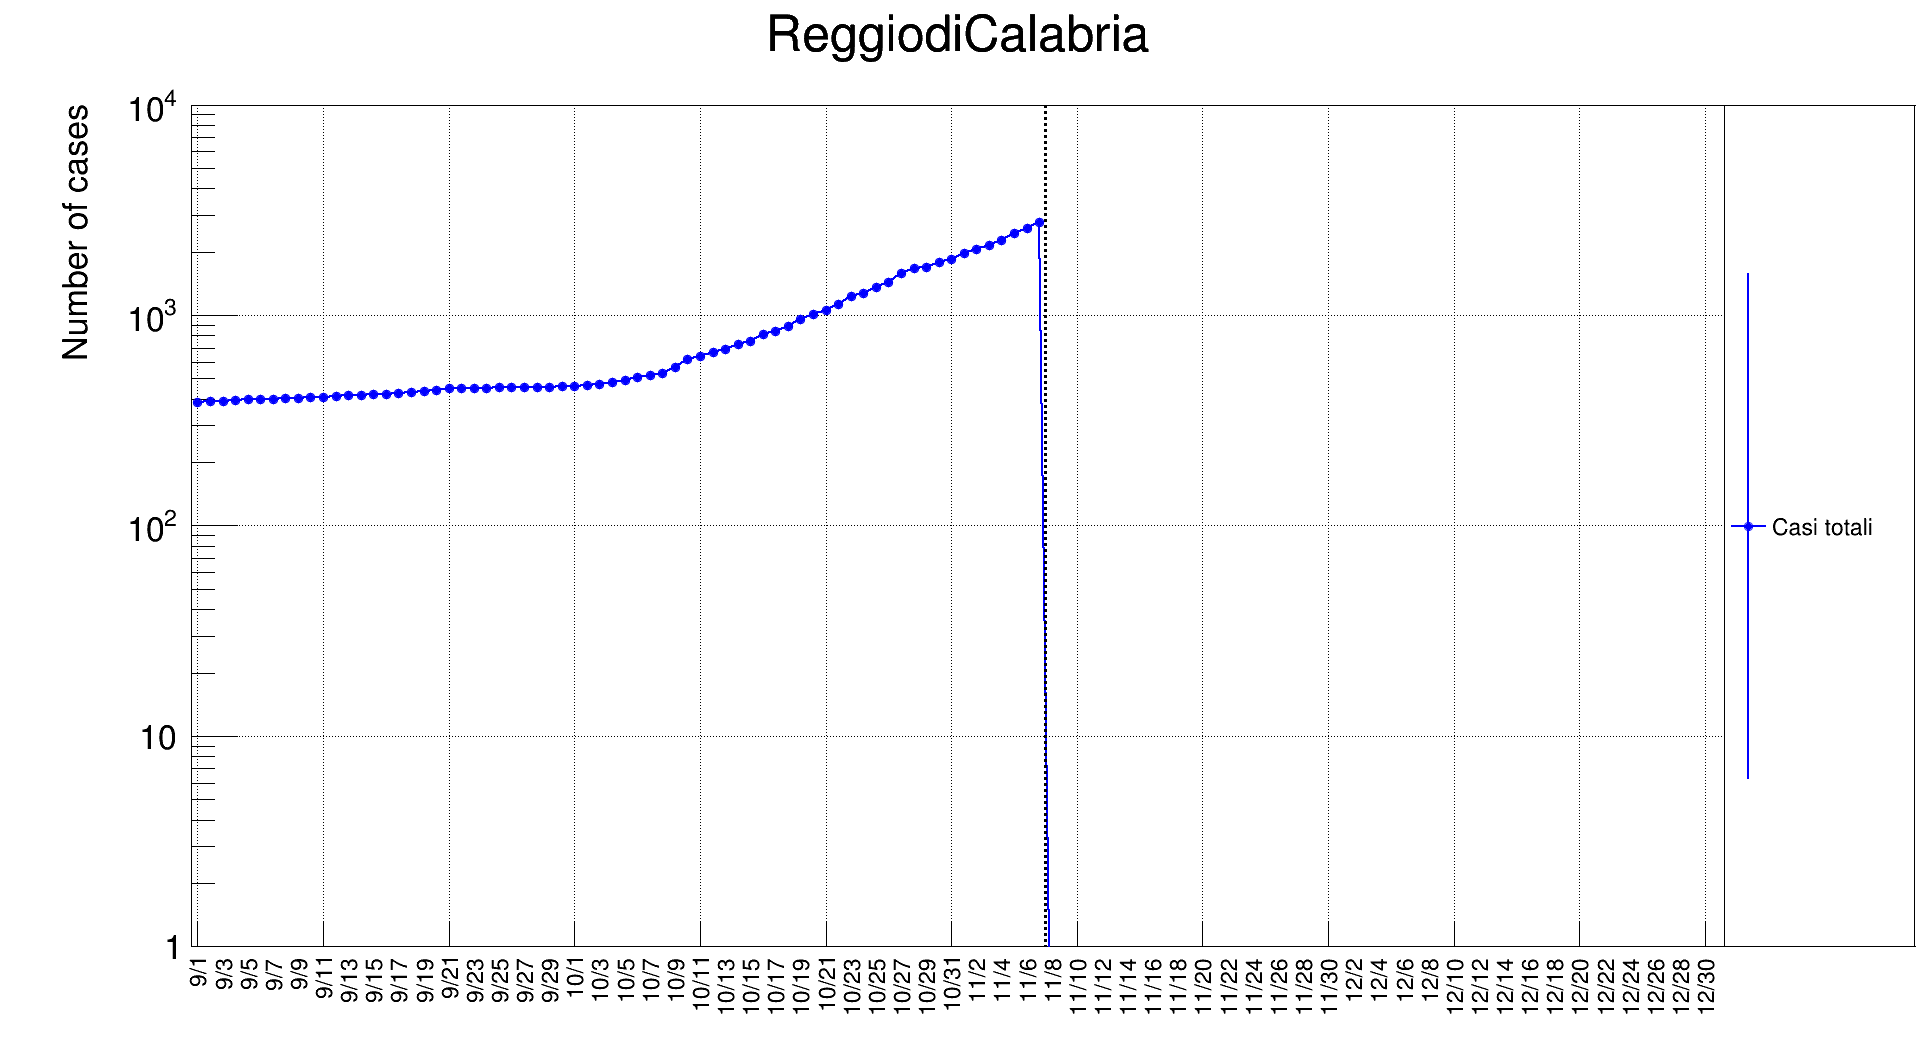 ReggiodiCalabria
Number of cases
10^4
10^3
10^2
10
1
9/1 9/3 9/5 9/7 9/9 9/11 9/13 9/15 9/17 9/19 9/21 9/23 9/25 9/27 9/29 10/1 10/3 10/5 10/7 10/9 10/11 10/13 10/15 10/17 10/19 10/21 10/23 10/25 10/27 10/29 10/31 11/2 11/4 11/6 11/8 11/10 11/12 11/14 11/16 11/18 11/20 11/22 11/24 11/26 11/28 11/30 12/2 12/4 12/6 12/8 12/10 12/12 12/14 12/16 12/18 12/20 12/22 12/24 12/26 12/28 12/30
Casi totali